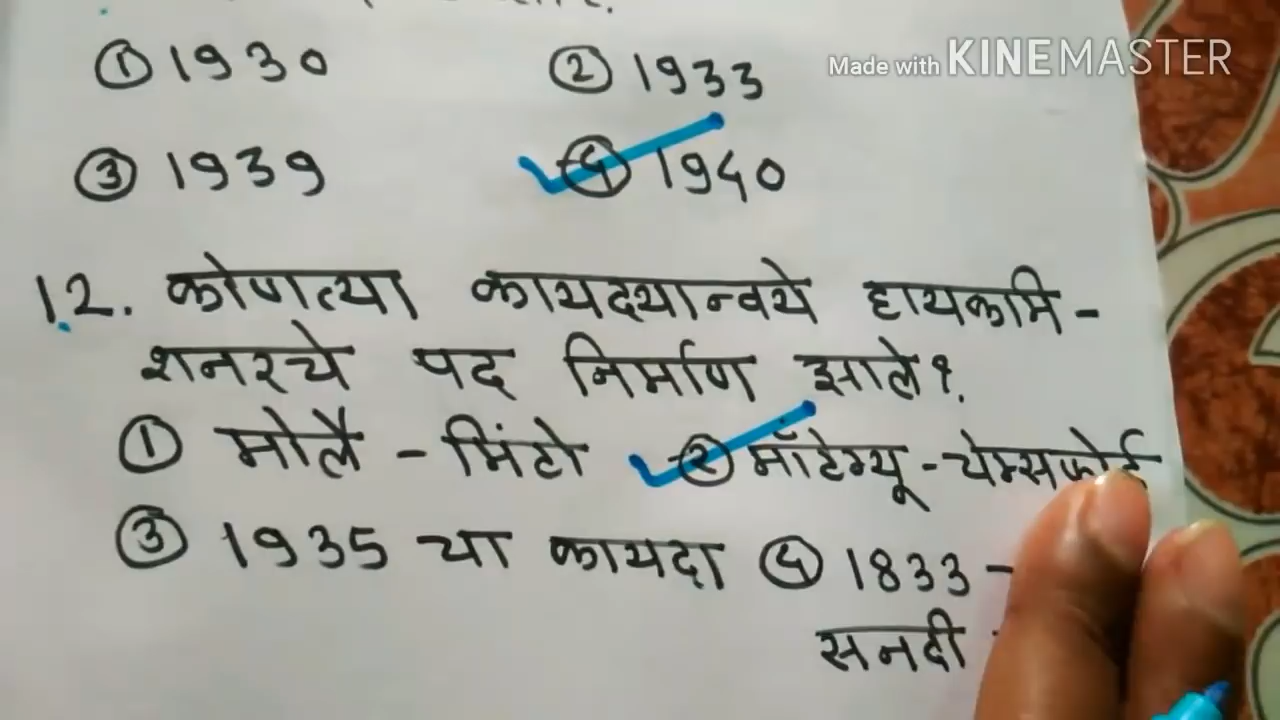 ① 1930 ② 1933
Made with KINEMASTER
③ 1939 ④ 1940
12. कोणत्या कायदयान्वये हायकमि-
शनरचे पद निर्माण झाले?
① मोर्ले - मिंटो ② मॉंटेग्यू - चेम्सफोर्ड
③ 1935 चा कायदा ④ 1833 -
सनदी